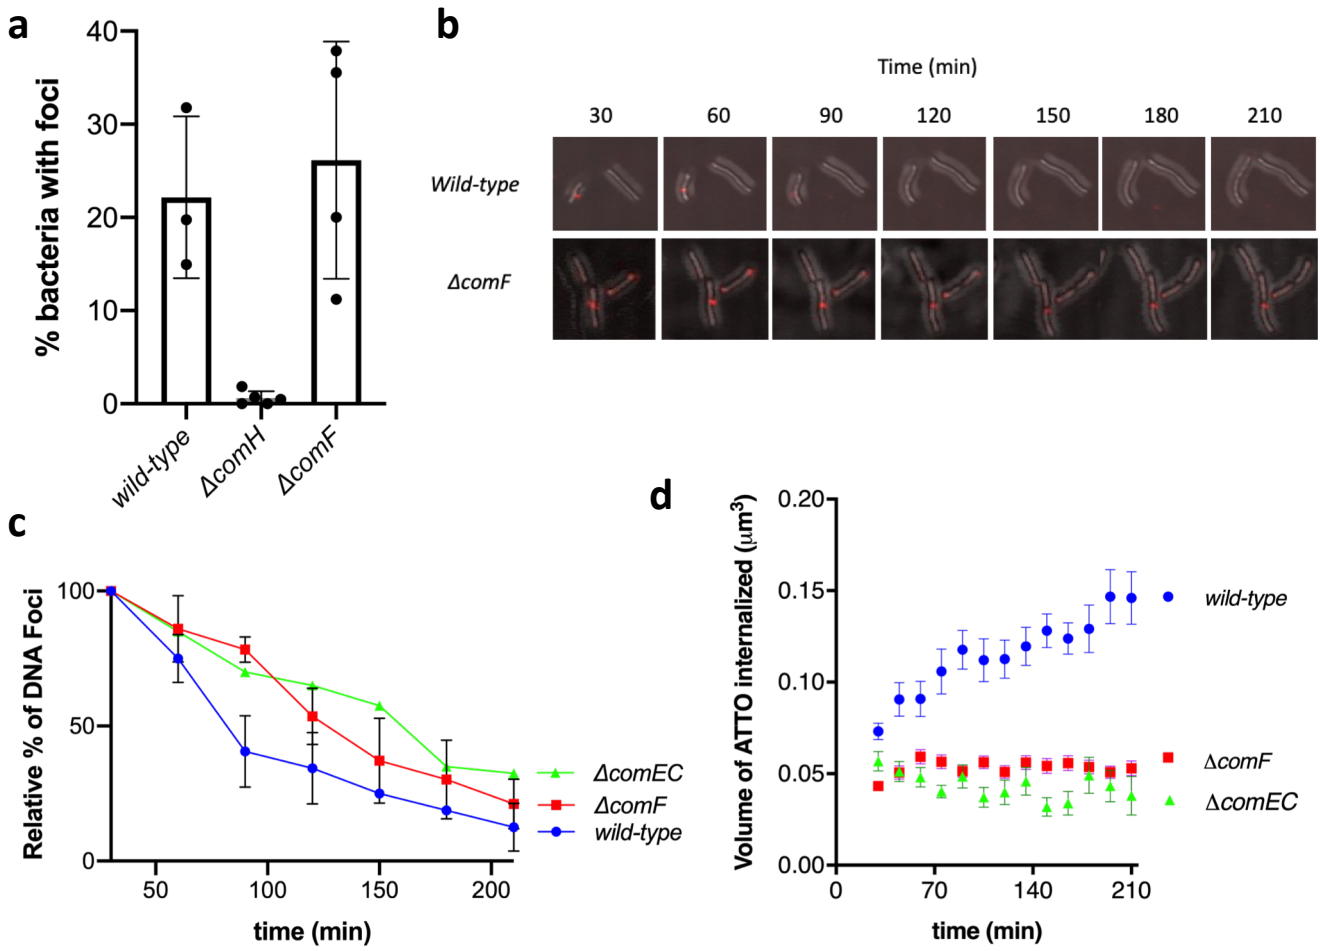 a
40
30
20
10
0
% bacteria with foci
wild-type
ΔcomH
ΔcomF
b
Time (min)
30 60 90 120 150 180 210
Wild-type
ΔcomF
c
100
50
0
Relative % of DNA Foci
50 100 150 200
time (min)
ΔcomEC
ΔcomF
wild-type
d
0.20
0.15
0.10
0.05
0.00
Volume of ATTO internalized (μm³)
0 70 140 210
time (min)
wild-type
ΔcomF
ΔcomEC